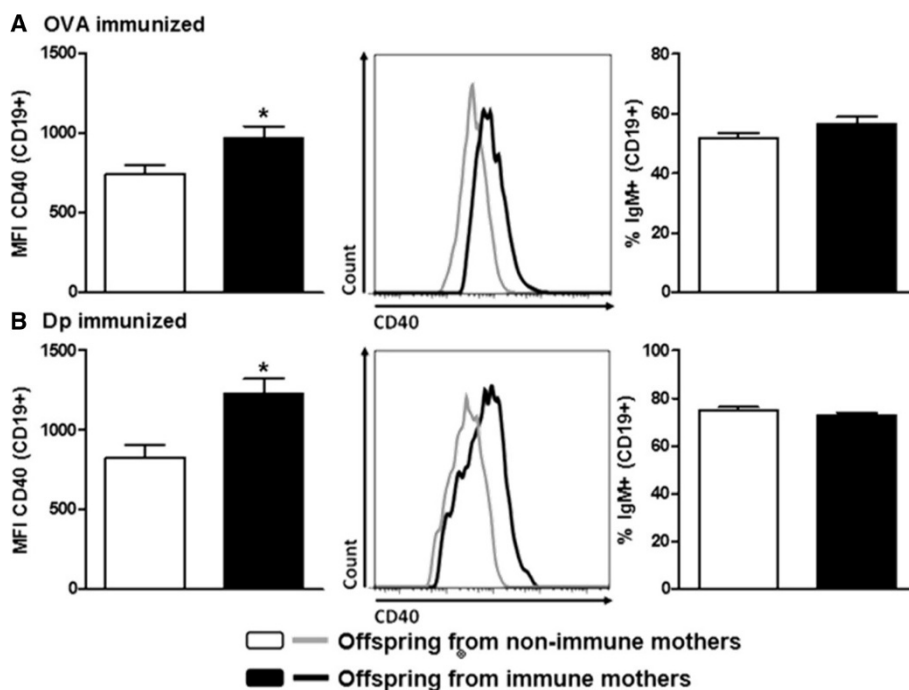 A OVA immunized
MFI CD40 (CD19+)
1500
1000
500
0
*
Count
CD40
% IgM+ (CD19+)
80
60
40
20
0
B Dp immunized
MFI CD40 (CD19+)
1500
1000
500
0
*
Count
CD40
% IgM+ (CD19+)
100
80
60
40
20
0
Offspring from non-immune mothers
Offspring from immune mothers